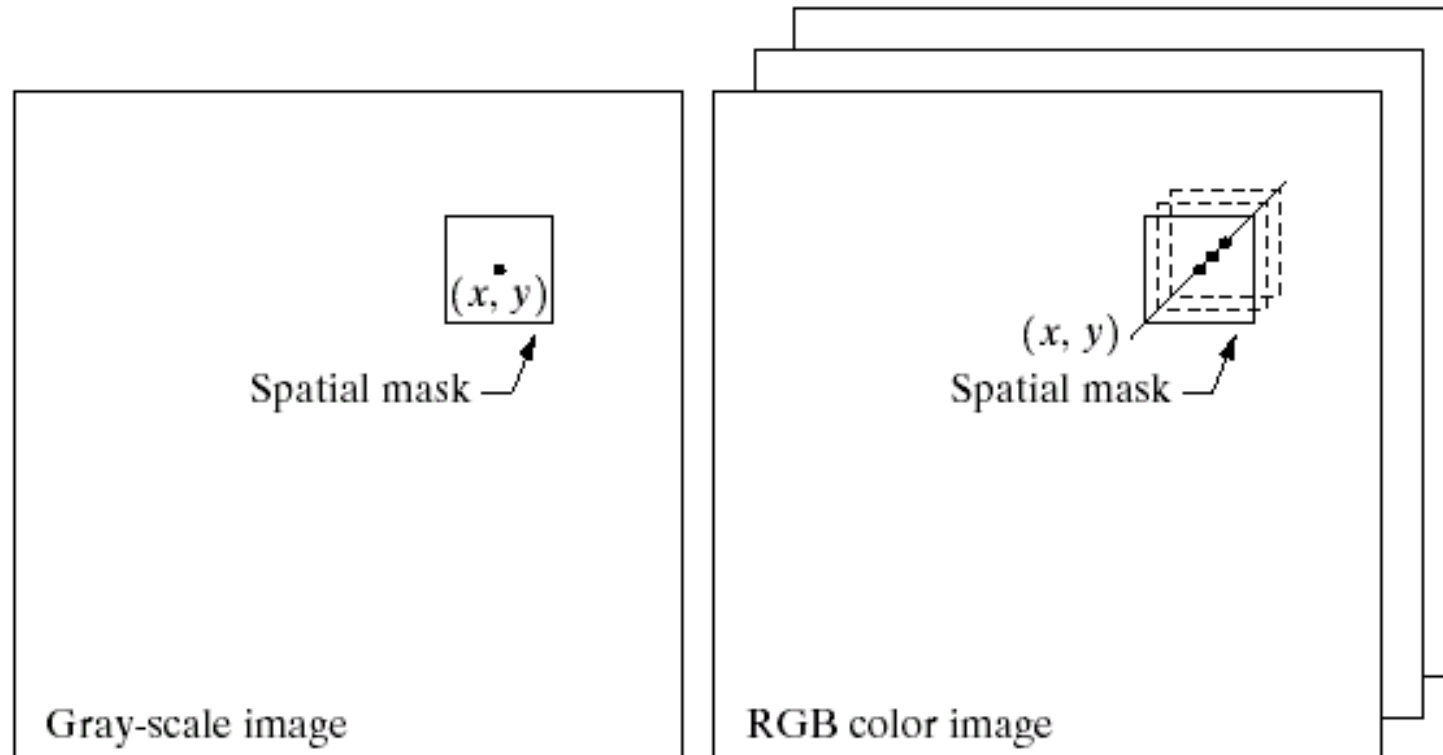 (x, y)
Spatial mask
Gray-scale image
(x, y)
Spatial mask
RGB color image